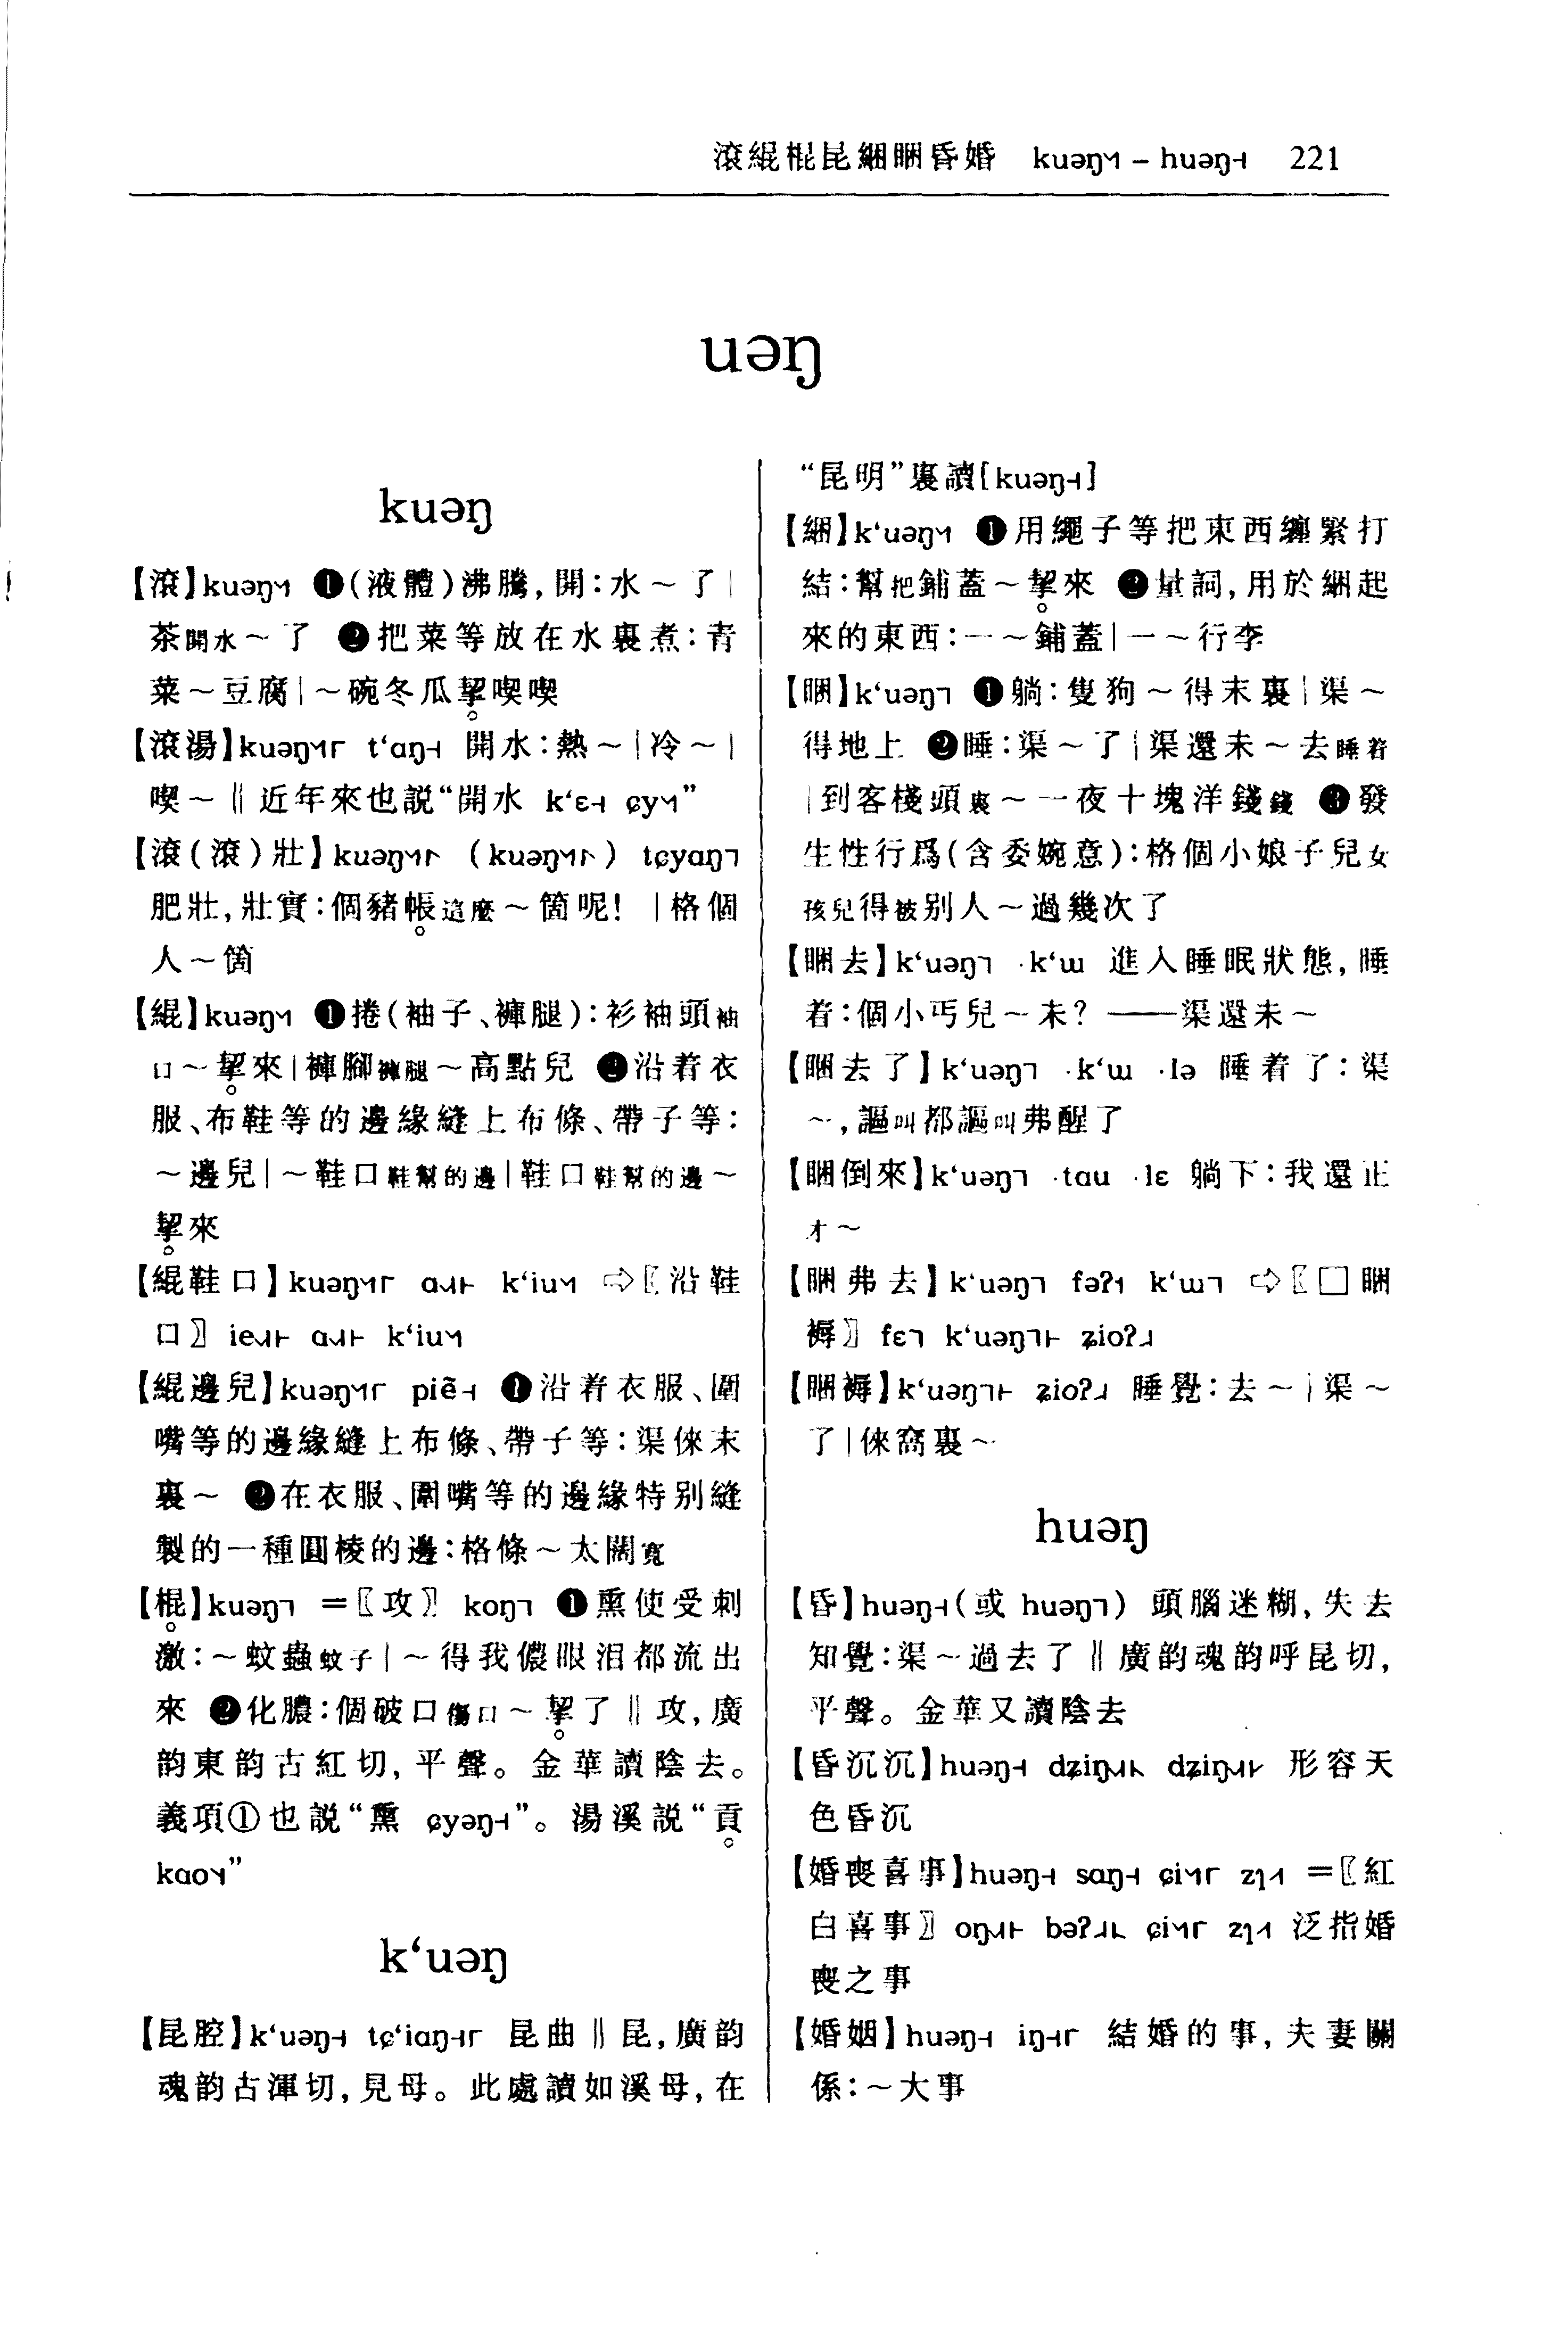 滾緄棍昆綑睏昏婚 kuəŋ˥˧˥ – huəŋ˧ 221
uəŋ
kuəŋ
【滾】kuəŋ ❶(液體)沸騰,開:水～了|
茶開水～了 ❷把菜等放在水裏煮:青
菜～豆腐|～碗冬瓜挈喫喫
【滾湯】kuəŋ t‘ɑŋ 開水:熱～|冷～|
喫～‖近年來也説“開水 k‘ɛ ɕy”
【滾(滾)壯】kuəŋ (kuəŋ) tɕyɑŋ
肥壯,壯實:個豬帳這麼～箇呢! |格個
人～箇
【緄】kuəŋ ❶捲(袖子、褲腿):衫袖頭袖
口～挈來|褲腳褲腿～高點兒 ❷沿着衣
服、布鞋等的邊緣縫上布條、帶子等:
～邊兒|～鞋口鞋幫的邊|鞋口鞋幫的邊～
挈來
【緄鞋口】kuəŋ ɑ k‘iu ⇨〖沿鞋
口〗 ie ɑ k‘iu
【緄邊兒】kuəŋ piẽ ❶沿着衣服、圍
嘴等的邊緣縫上布條、帶子等:渠倈末
裏～ ❷在衣服、圍嘴等的邊緣特别縫
製的一種圓棱的邊:格條～太闊寬
【棍】kuəŋ =〖攻〗 koŋ ❶熏使受刺
激:～蚊蟲蚊子|～得我儂眼泪都流出
來 ❷化膿:個破口傷口～挈了‖攻,廣
韵東韵古紅切,平聲。金華讀陰去。
義項①也説“熏 ɕyəŋ”。湯溪説“貢
kɑo”
k‘uəŋ
【昆腔】k‘uəŋ tɕ‘iɑŋ 昆曲‖昆,廣韵
魂韵古渾切,見母。此處讀如溪母,在
“昆明”裏讀[kuəŋ]
【綑】k‘uəŋ ❶用繩子等把東西纏緊打
結:幫把鋪蓋～挈來 ❷量詞,用於綑起
來的東西:一～鋪蓋|一～行李
【睏】k‘uəŋ ❶躺:隻狗～得末裏|渠～
得地上 ❷睡:渠～了|渠還未～去睡着
|到客棧頭裏～一夜十塊洋錢錢 ❸發
生性行爲(含委婉意):格個小娘子兒女
孩兒得被别人～過幾次了
【睏去】k‘uəŋ ·k‘ɯ 進入睡眠狀態,睡
着:個小丐兒～未? ——渠還未～
【睏去了】k‘uəŋ ·k‘ɯ ·lə 睡着了:渠
～,謳叫都謳叫弗醒了
【睏倒來】k‘uəŋ ·tɑu ·lɛ 躺下:我還正
才～
【睏弗去】k‘uəŋ fəʔ k‘ɯ ⇨〖□睏
褥〗 fɛ k‘uəŋ ʑioʔ
【睏褥】k‘uəŋ ʑioʔ 睡覺:去～|渠～
了|倈窩裏～
huəŋ
【昏】huəŋ(或 huəŋ) 頭腦迷糊,失去
知覺:渠～過去了‖廣韵魂韵呼昆切,
平聲。金華又讀陰去
【昏沉沉】huəŋ dʑiŋ dʑiŋ 形容天
色昏沉
【婚喪喜事】huəŋ sɑŋ ɕi zɿ =〖紅
白喜事〗 oŋ bəʔ ɕi zɿ 泛指婚
喪之事
【婚姻】huəŋ iŋ 結婚的事,夫妻關
係:～大事